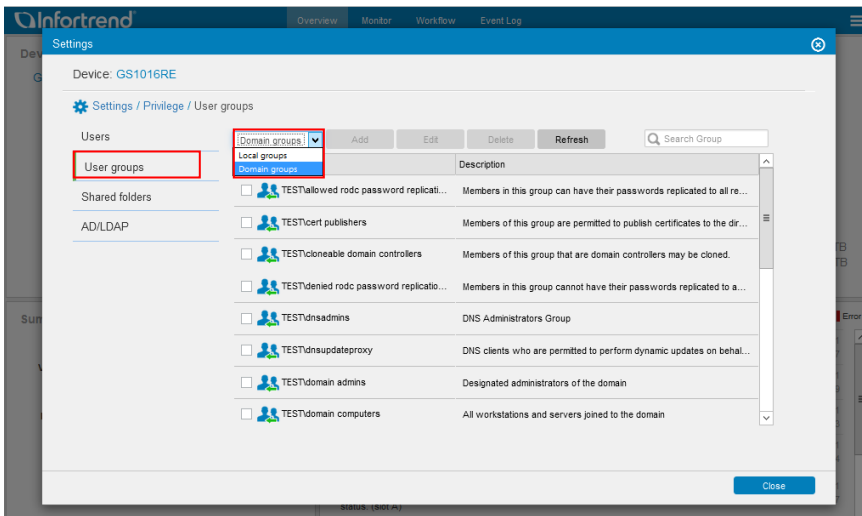 Infortrend
Overview Monitor Workflow Event Log
Settings
Dev
Device: GS1016RE
G
Settings / Privilege / User groups
Users
Domain groups Add Edit Delete Refresh Search Group
Local groups
Domain groups
Description
User groups
Shared folders
AD/LDAP
TEST\allowed rodc password replicati... Members in this group can have their passwords replicated to all re...
TEST\cert publishers Members of this group are permitted to publish certificates to the dir...
TEST\cloneable domain controllers Members of this group that are domain controllers may be cloned.
TEST\denied rodc password replicatio... Members in this group cannot have their passwords replicated to a...
TEST\dnsadmins DNS Administrators Group
TEST\dnsupdateproxy DNS clients who are permitted to perform dynamic updates on behal...
TEST\domain admins Designated administrators of the domain
TEST\domain computers All workstations and servers joined to the domain
TB
TB
Sum
Error
Close
status. (slot A)